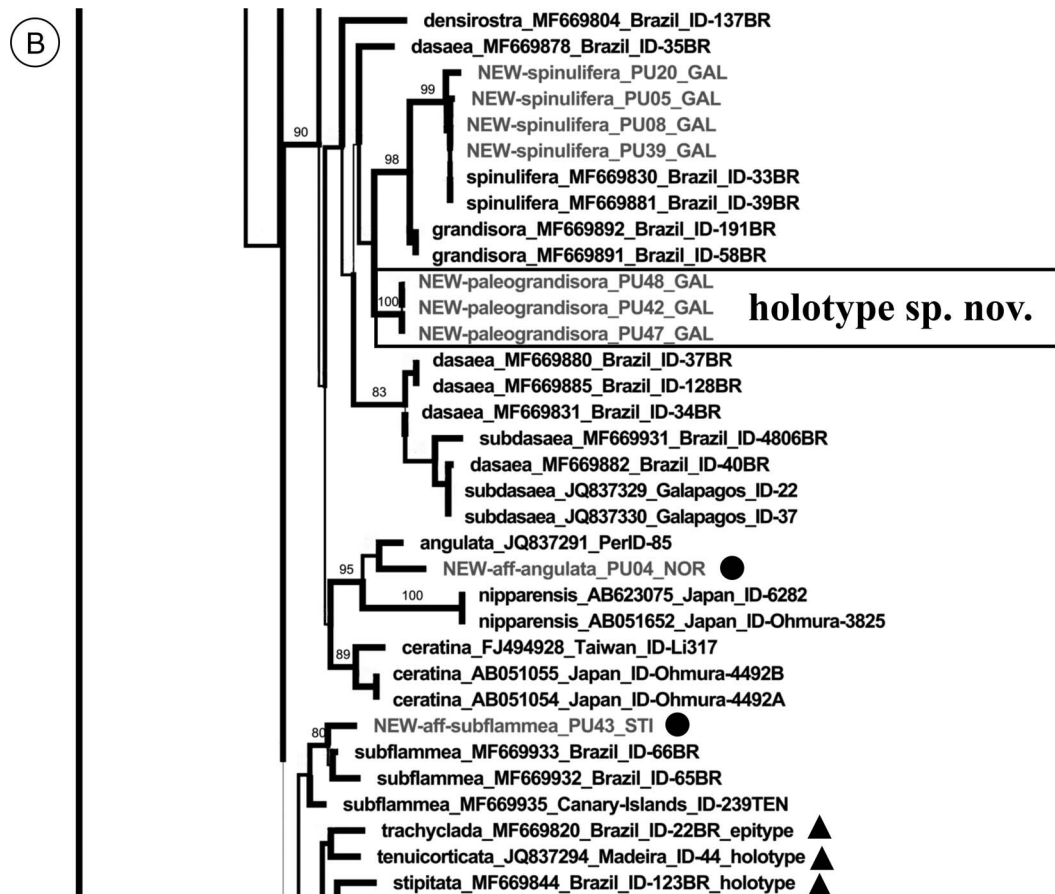 B
densirostra_MF669804_Brazil_ID-137BR
dasaea_MF669878_Brazil_ID-35BR
NEW-spinulifera_PU20_GAL
99
NEW-spinulifera_PU05_GAL
NEW-spinulifera_PU08_GAL
90
NEW-spinulifera_PU39_GAL
98
spinulifera_MF669830_Brazil_ID-33BR
spinulifera_MF669881_Brazil_ID-39BR
grandisora_MF669892_Brazil_ID-191BR
grandisora_MF669891_Brazil_ID-58BR
NEW-paleograndisora_PU48_GAL
100
NEW-paleograndisora_PU42_GAL
holotype sp. nov.
NEW-paleograndisora_PU47_GAL
dasaea_MF669880_Brazil_ID-37BR
dasaea_MF669885_Brazil_ID-128BR
83
dasaea_MF669831_Brazil_ID-34BR
subdasaea_MF669931_Brazil_ID-4806BR
dasaea_MF669882_Brazil_ID-40BR
subdasaea_JQ837329_Galapagos_ID-22
subdasaea_JQ837330_Galapagos_ID-37
angulata_JQ837291_PerID-85
95
NEW-aff-angulata_PU04_NOR
100
nipparensis_AB623075_Japan_ID-6282
nipparensis_AB051652_Japan_ID-Ohmura-3825
89
ceratina_FJ494928_Taiwan_ID-Li317
ceratina_AB051055_Japan_ID-Ohmura-4492B
ceratina_AB051054_Japan_ID-Ohmura-4492A
80
NEW-aff-subflammea_PU43_STI
subflammea_MF669933_Brazil_ID-66BR
subflammea_MF669932_Brazil_ID-65BR
subflammea_MF669935_Canary-Islands_ID-239TEN
trachyclada_MF669820_Brazil_ID-22BR_epitype
tenuicorticata_JQ837294_Madeira_ID-44_holotype
stipitata_MF669844_Brazil_ID-123BR_holotype